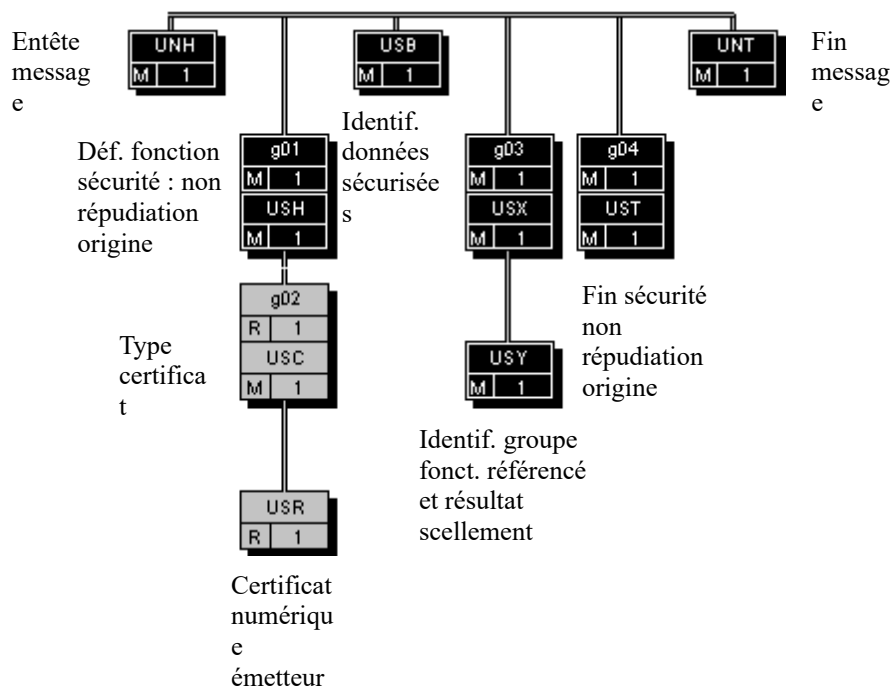 Entête
messag
e
UNH
M 1
USB
M 1
UNT
M 1
Fin
messag
e
Déf. fonction
sécurité : non
répudiation
origine
g01
M 1
USH
M 1
Identif.
données
sécurisée
s
g03
M 1
USX
M 1
g04
M 1
UST
M 1
Type
certifica
t
g02
R 1
USC
M 1
USY
M 1
Fin sécurité
non
répudiation
origine
Identif. groupe
fonct. référencé
et résultat
scellement
USR
R 1
Certificat
numériqu
e
émetteur